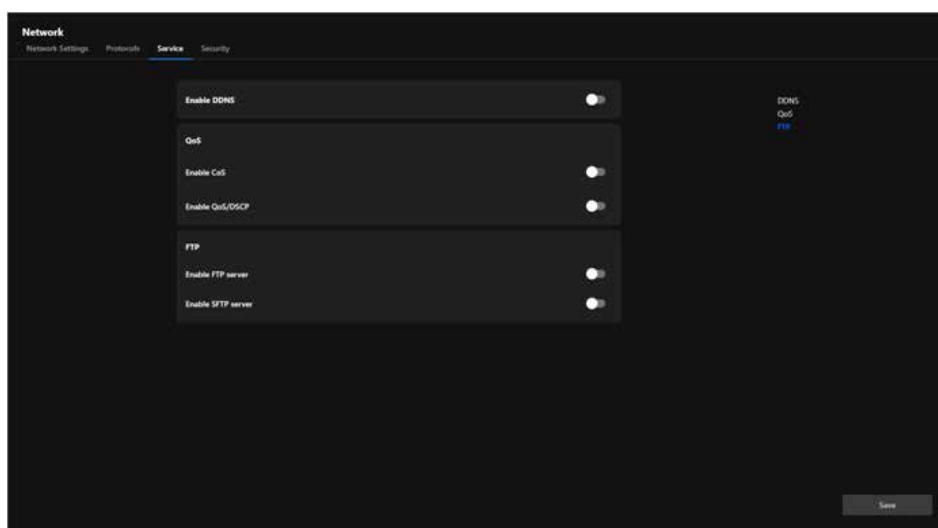 Network
Network Settings Protocols Service Security
Enable DDNS
QoS
Enable CoS
Enable QoS/DSCP
FTP
Enable FTP server
Enable SFTP server
DDNS
QoS
FTP
Save